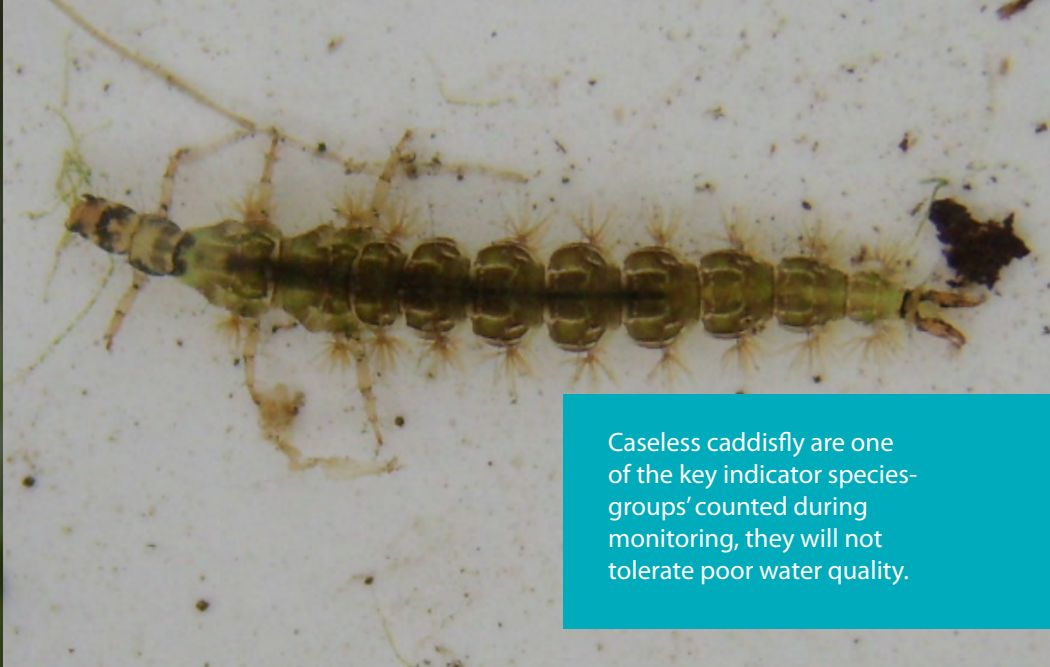 Caseless caddisfly are one
of the key indicator species-
groups’ counted during
monitoring, they will not
tolerate poor water quality.